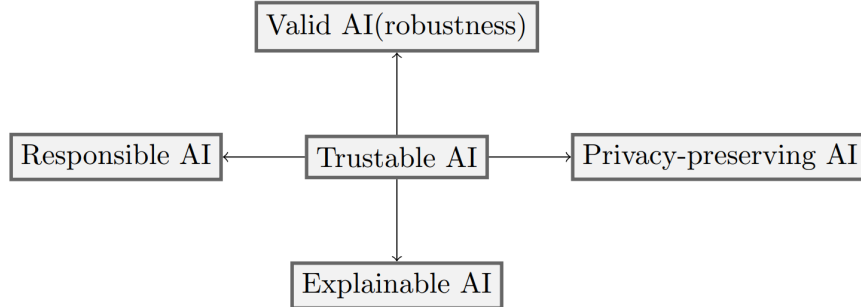 Valid AI(robustness)
Responsible AI
Trustable AI
Privacy-preserving AI
Explainable AI